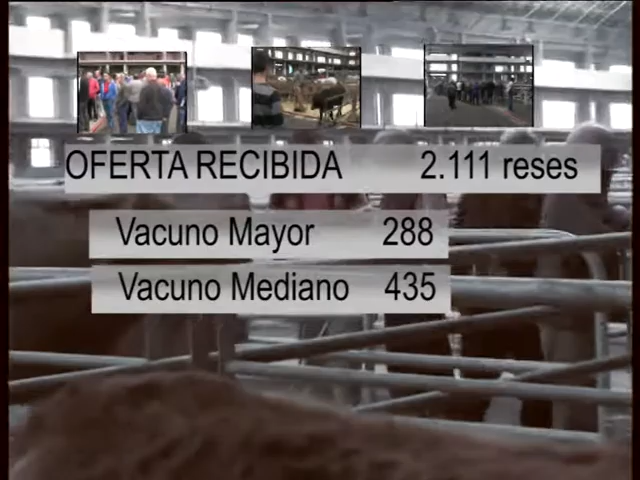 OFERTA RECIBIDA 2.111 reses
Vacuno Mayor 288
Vacuno Mediano 435